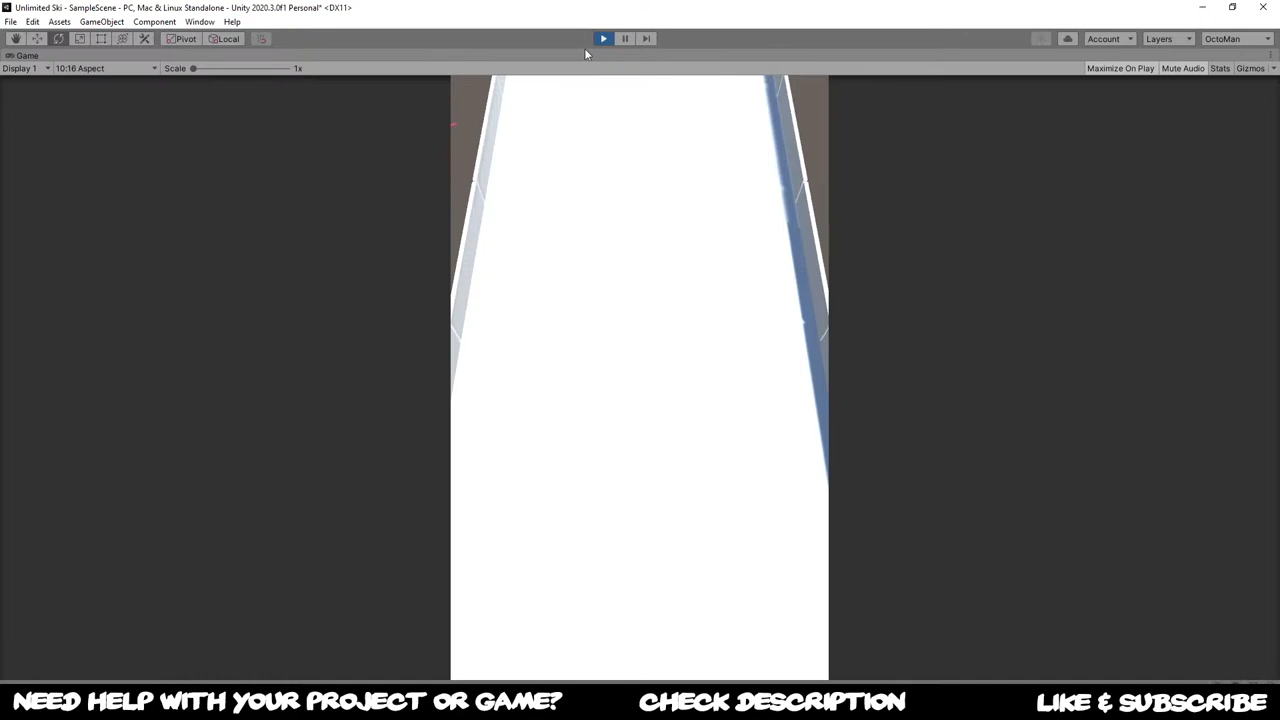 Unlimited Ski - SampleScene - PC, Mac & Linux Standalone - Unity 2020.3.0f1 Personal* <DX11>
File Edit Assets GameObject Component Window Help
Pivot Local Account Layers OctoMan
Game
Display 1 10:16 Aspect Scale 1x Maximize On Play Mute Audio Stats Gizmos
NEED HELP WITH YOUR PROJECT OR GAME? CHECK DESCRIPTION LIKE & SUBSCRIBE